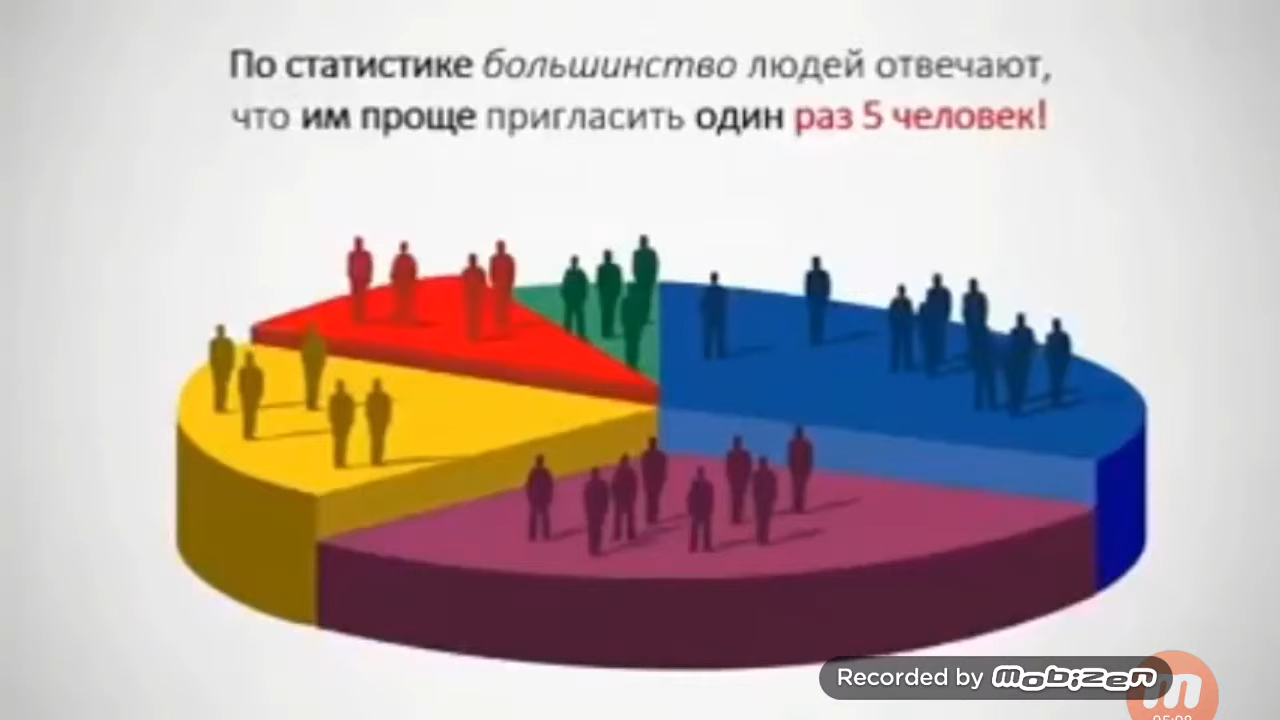 По статистике большинство людей отвечают,
что им проще пригласить один раз 5 человек!
Recorded by mobizen